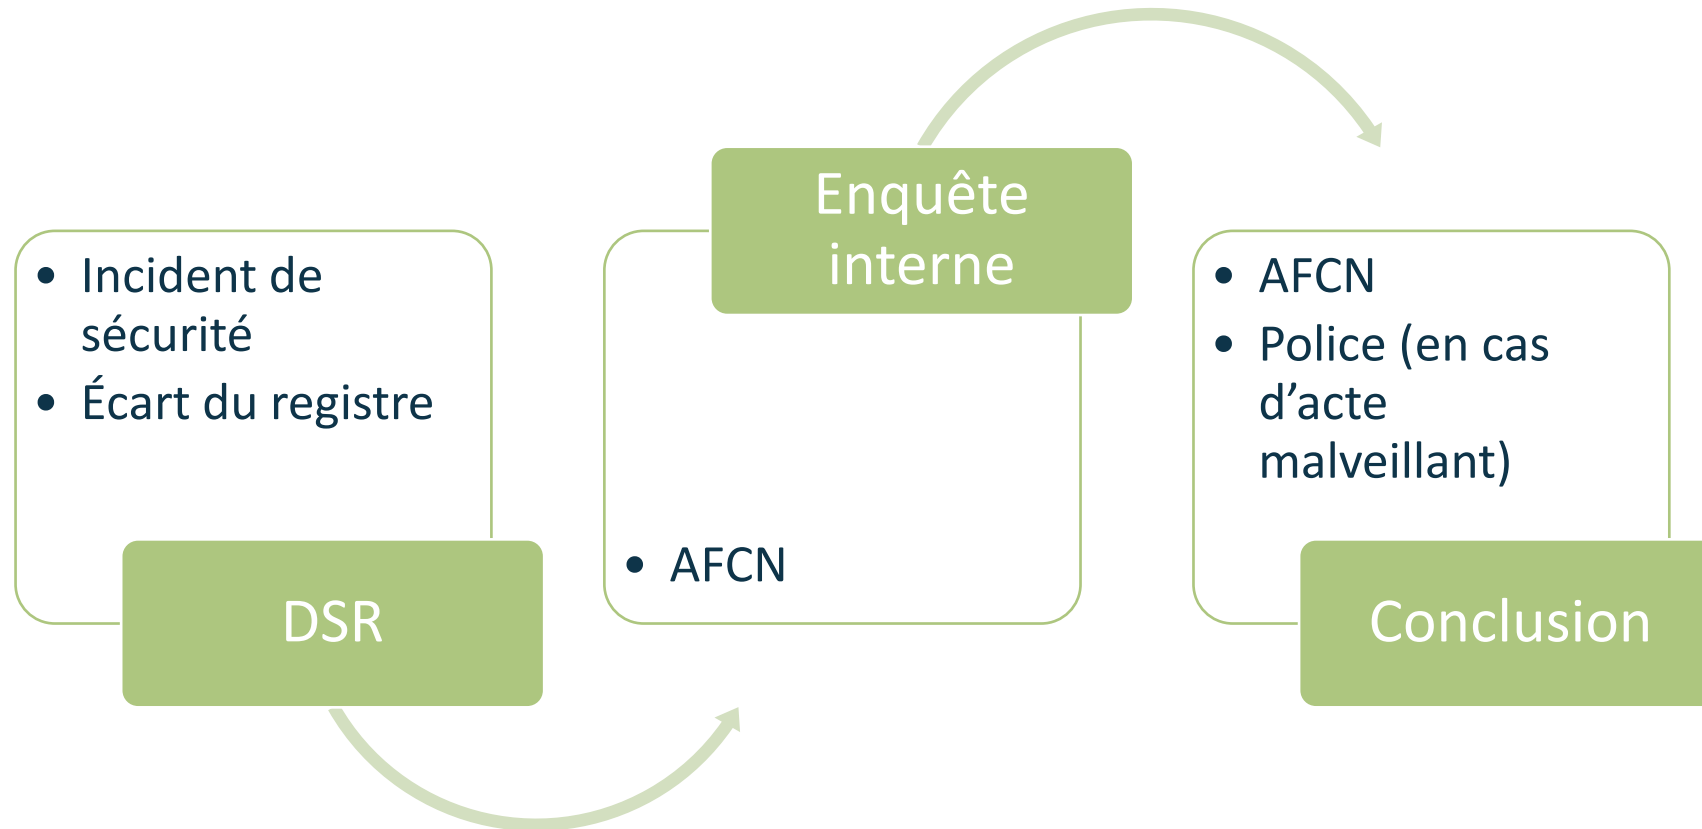 • Incident de
sécurité
• Écart du registre
DSR
Enquête
interne
• AFCN
• AFCN
• Police (en cas
d’acte
malveillant)
Conclusion